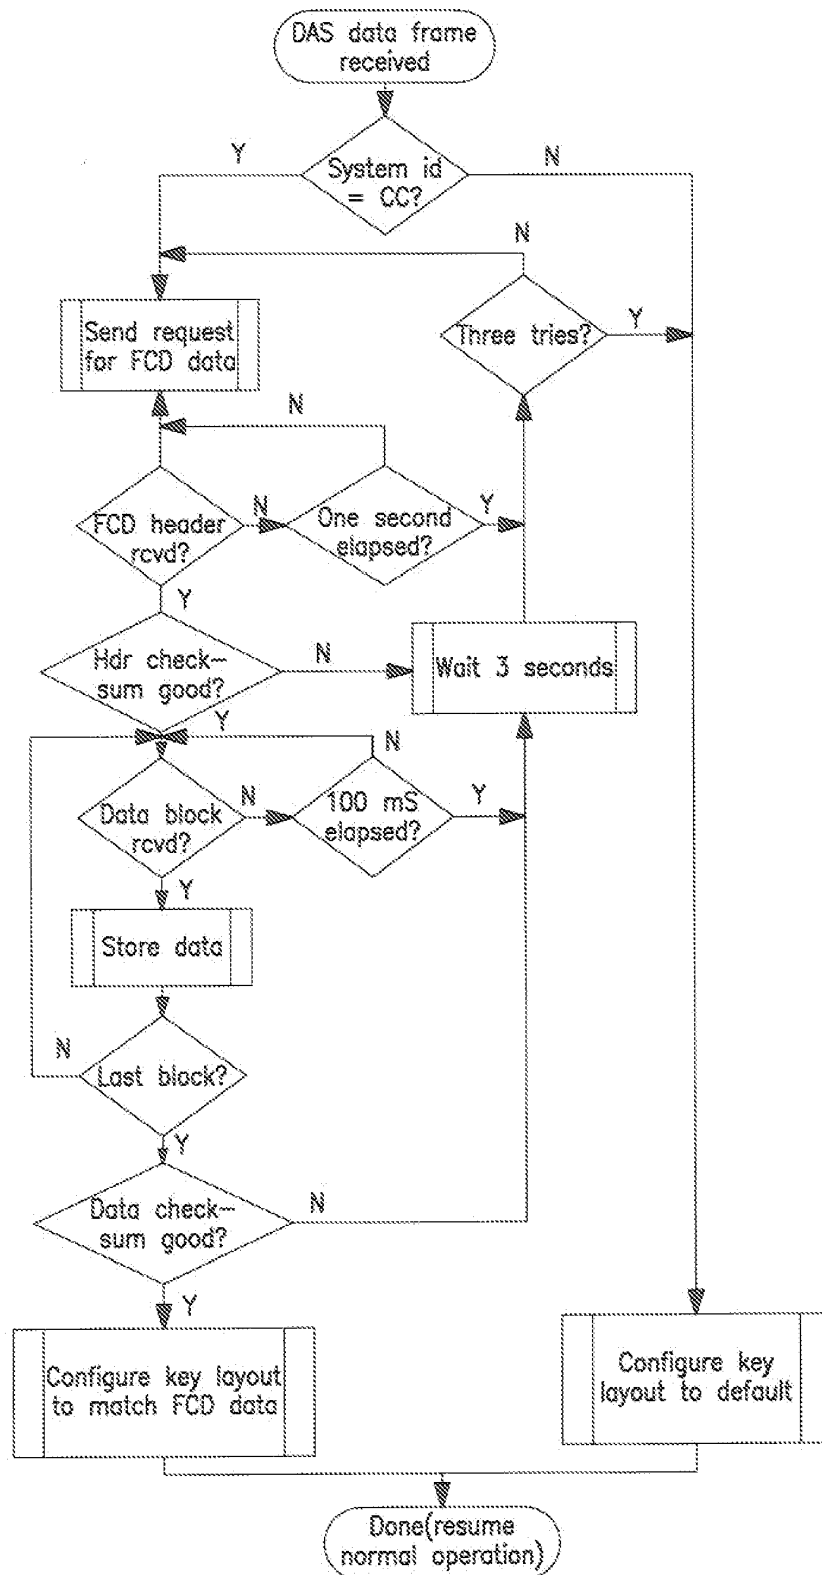 DAS data frame
received
Y
N
System id
= CC?
N
Send request
for FCD data
Three tries?
Y
N
FCD header
rcvd?
N
One second
elapsed?
Y
Y
Hdr check–
sum good?
N
Wait 3 seconds
Y
N
Data block
rcvd?
N
100 mS
elapsed?
Y
Y
Store data
N
Last block?
Y
Data check–
sum good?
N
Y
Configure key layout
to match FCD data
Configure key
layout to default
Done(resume
normal operation)